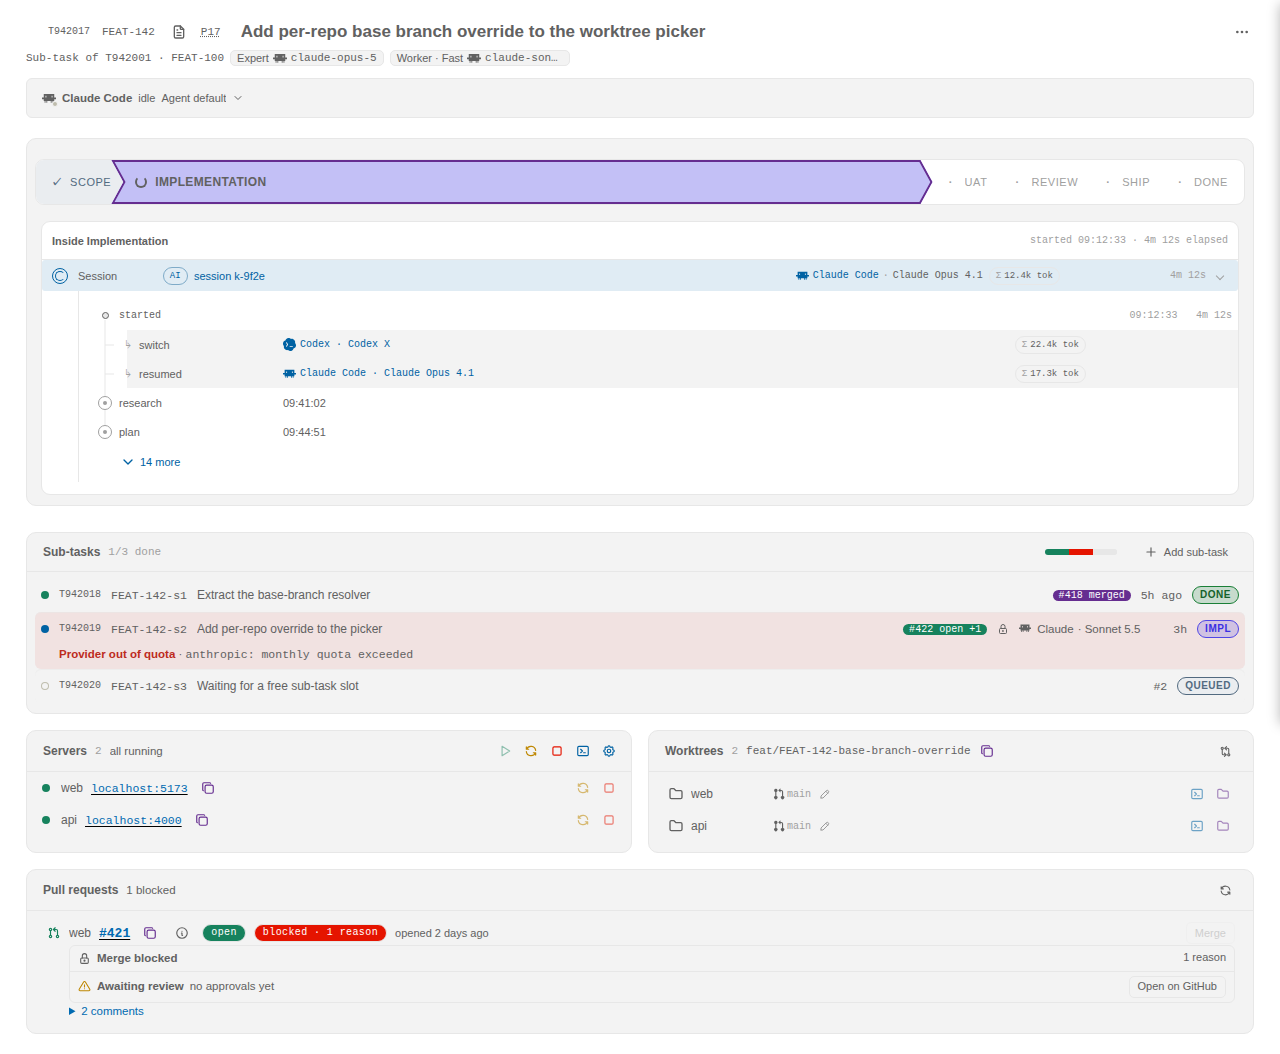 T942017 FEAT-142 P17 Add per-repo base branch override to the worktree picker
Sub-task of T942001 · FEAT-100 Expert claude-opus-5 Worker · Fast claude-son…
Claude Code idle Agent default
SCOPE IMPLEMENTATION · UAT · REVIEW · SHIP · DONE
Inside Implementation started 09:12:33 · 4m 12s elapsed
Session AI session k-9f2e Claude Code · Claude Opus 4.1 Σ 12.4k tok 4m 12s
started 09:12:33 4m 12s
↳ switch Codex · Codex X Σ 22.4k tok
↳ resumed Claude Code · Claude Opus 4.1 Σ 17.3k tok
research 09:41:02
plan 09:44:51
14 more
Sub-tasks 1/3 done Add sub-task
T942018 FEAT-142-s1 Extract the base-branch resolver #418 merged 5h ago DONE
T942019 FEAT-142-s2 Add per-repo override to the picker #422 open +1 Claude · Sonnet 5.5 3h IMPL
Provider out of quota · anthropic: monthly quota exceeded
T942020 FEAT-142-s3 Waiting for a free sub-task slot #2 QUEUED
Servers 2 all running
web localhost:5173
api localhost:4000
Worktrees 2 feat/FEAT-142-base-branch-override
web main
api main
Pull requests 1 blocked
web #421 open blocked · 1 reason opened 2 days ago Merge
Merge blocked 1 reason
Awaiting review no approvals yet Open on GitHub
2 comments